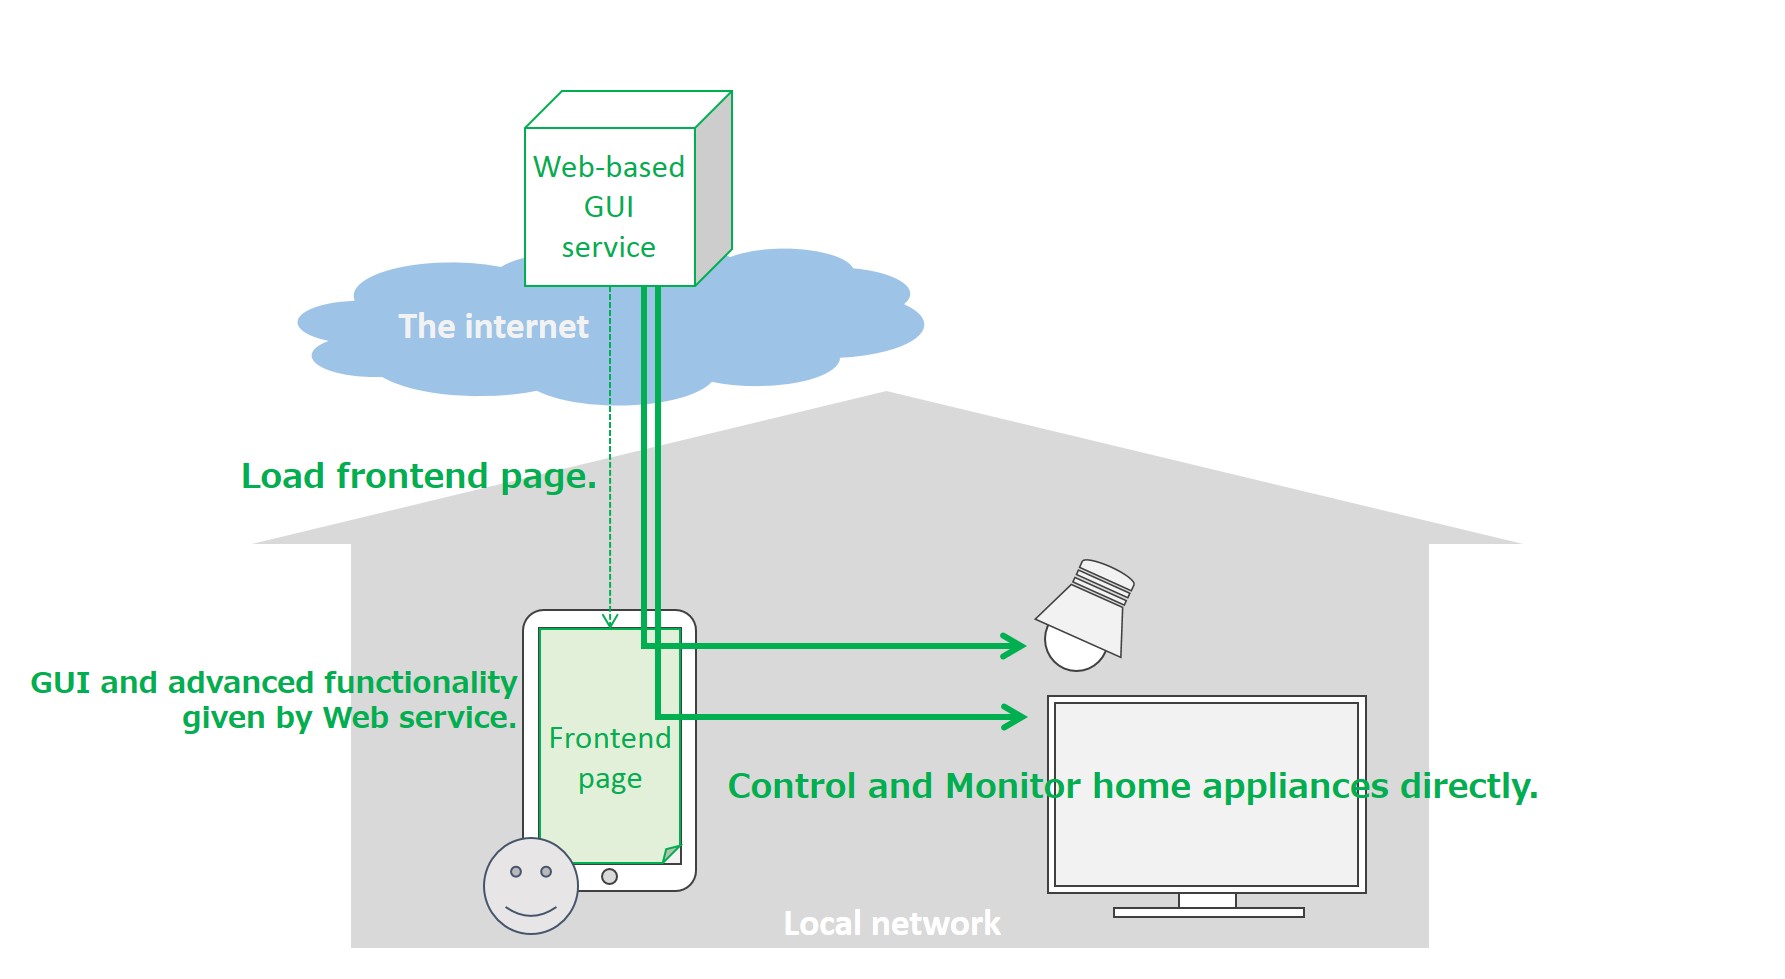 Web-based
GUI
service
The internet
Load frontend page.
GUI and advanced functionality
given by Web service.
Frontend
page
Control and Monitor home appliances directly.
Local network